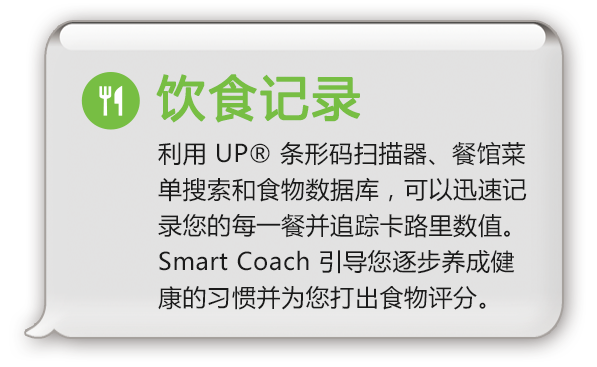 饮食记录
利用 UP® 条形码扫描器、餐馆菜
单搜索和食物数据库，可以迅速记
录您的每一餐并追踪卡路里数值。
Smart Coach 引导您逐步养成健
康的习惯并为您打出食物评分。